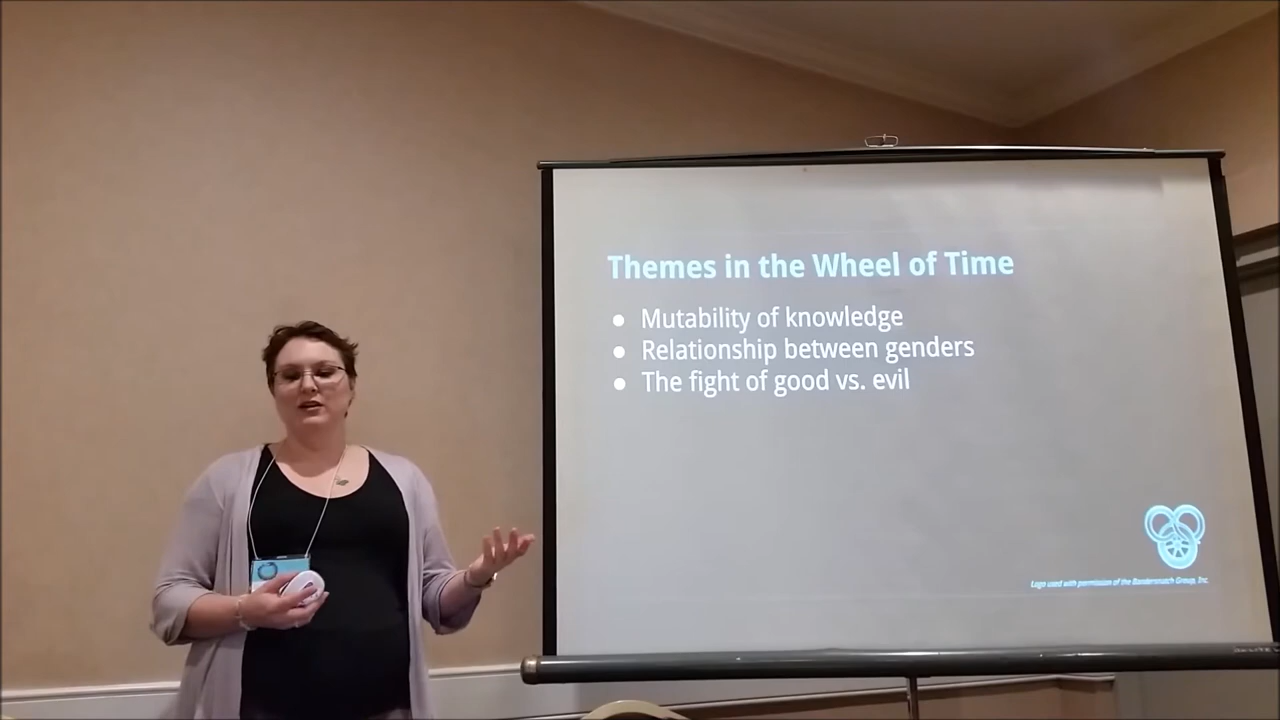 Themes in the Wheel of Time
● Mutability of knowledge
● Relationship between genders
● The fight of good vs. evil
Logo used with permission of the Bandersnatch Group, Inc.